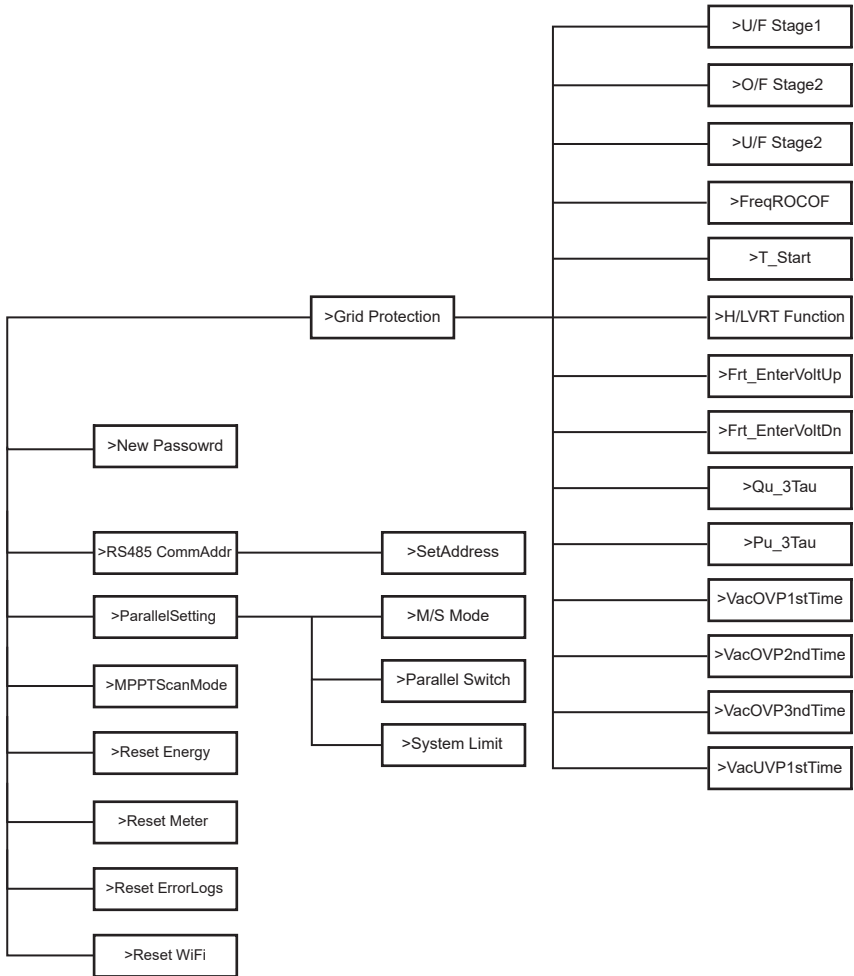 >U/F Stage1
>O/F Stage2
>U/F Stage2
>FreqROCOF
>T_Start
>Grid Protection
>H/LVRT Function
>Frt_EnterVoltUp
>Frt_EnterVoltDn
>Qu_3Tau
>Pu_3Tau
>VacOVP1stTime
>VacOVP2ndTime
>VacOVP3ndTime
>VacUVP1stTime
>New Passowrd
>RS485 CommAddr
>SetAddress
>ParallelSetting
>M/S Mode
>Parallel Switch
>System Limit
>MPPTScanMode
>Reset Energy
>Reset Meter
>Reset ErrorLogs
>Reset WiFi